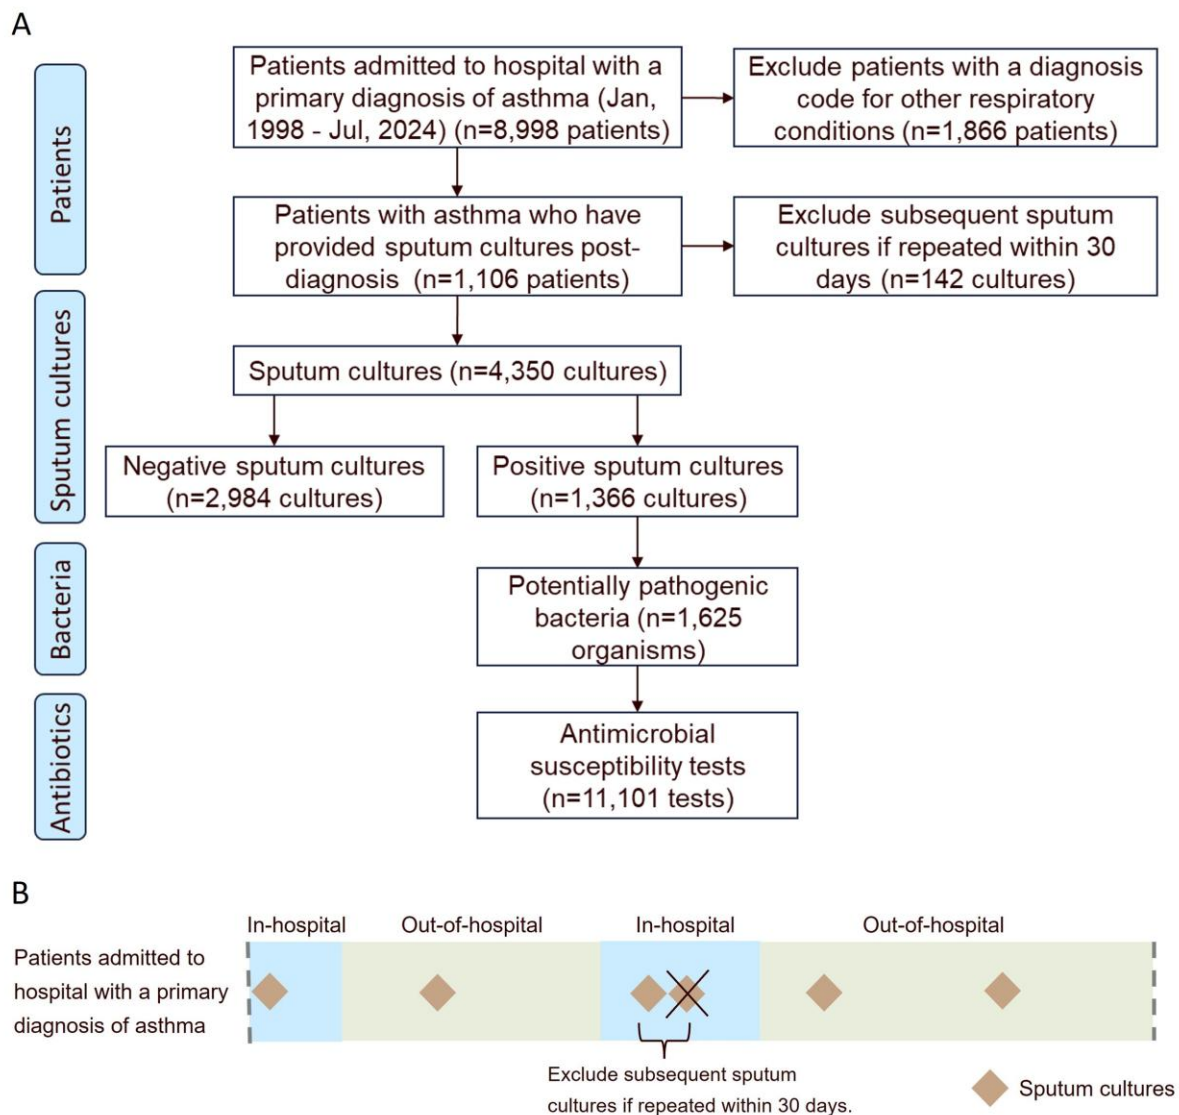 A
Patients
Patients admitted to hospital with a
primary diagnosis of asthma (Jan,
1998 - Jul, 2024) (n=8,998 patients)
Exclude patients with a diagnosis
code for other respiratory
conditions (n=1,866 patients)
Patients with asthma who have
provided sputum cultures post-
diagnosis (n=1,106 patients)
Exclude subsequent sputum
cultures if repeated within 30
days (n=142 cultures)
Sputum cultures
Sputum cultures (n=4,350 cultures)
Negative sputum cultures
(n=2,984 cultures)
Positive sputum cultures
(n=1,366 cultures)
Bacteria
Potentially pathogenic
bacteria (n=1,625
organisms)
Antibiotics
Antimicrobial
susceptibility tests
(n=11,101 tests)
B
In-hospital
Out-of-hospital
In-hospital
Out-of-hospital
Patients admitted to
hospital with a primary
diagnosis of asthma
Exclude subsequent sputum
cultures if repeated within 30 days.
Sputum cultures